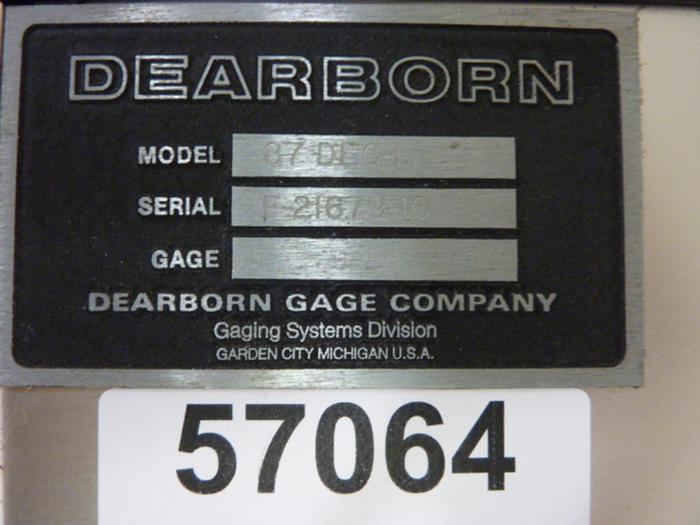 DEARBORN
MODEL
SERIAL
GAGE
DEARBORN GAGE COMPANY
Gaging Systems Division
GARDEN CITY MICHIGAN U.S.A.
57064